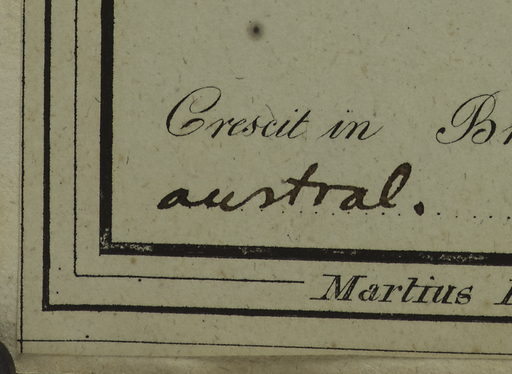 Crescit in
austral.
Martius